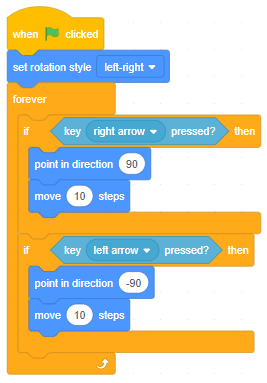 when clicked
set rotation style left-right
forever
if key right arrow pressed? then
point in direction 90
move 10 steps
if key left arrow pressed? then
point in direction -90
move 10 steps